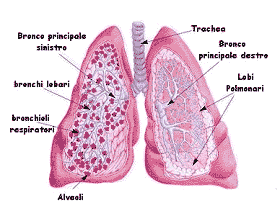 Trachea
Bronco principale
sinistro
Bronco
principale destro
bronchi lobari
Lobi
Polmonari
bronchioli
respiratori
Alveoli